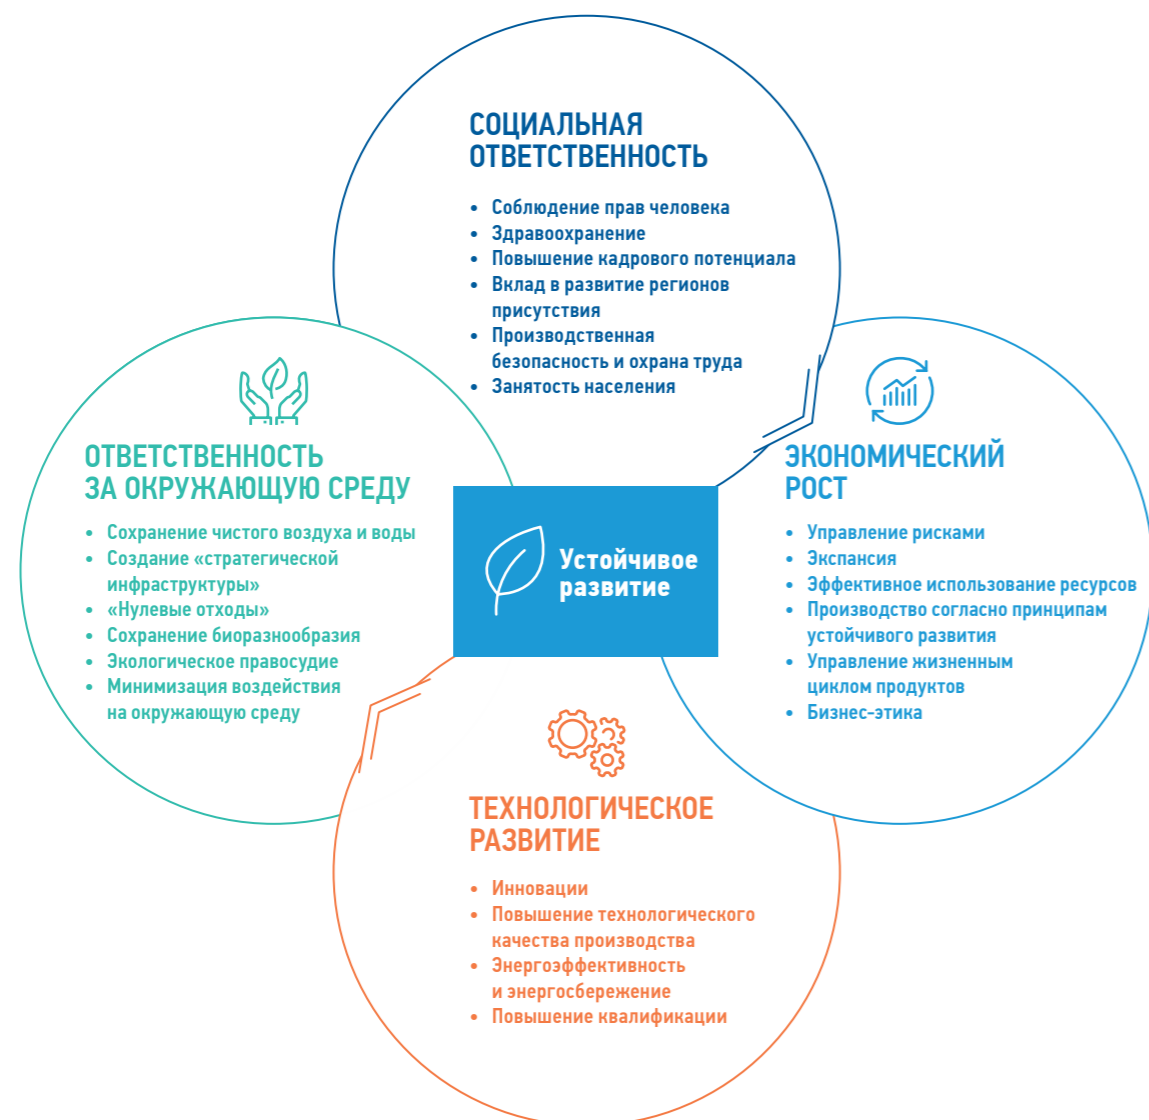 СОЦИАЛЬНАЯ
ОТВЕТСТВЕННОСТЬ
• Соблюдение прав человека
• Здравоохранение
• Повышение кадрового потенциала
• Вклад в развитие регионов
присутствия
• Производственная
безопасность и охрана труда
• Занятость населения
ОТВЕТСТВЕННОСТЬ
ЗА ОКРУЖАЮЩУЮ СРЕДУ
• Сохранение чистого воздуха и воды
• Создание «стратегической
инфраструктуры»
• «Нулевые отходы»
• Сохранение биоразнообразия
• Экологическое правосудие
• Минимизация воздействия
на окружающую среду
Устойчивое
развитие
ЭКОНОМИЧЕСКИЙ
РОСТ
• Управление рисками
• Экспансия
• Эффективное использование ресурсов
• Производство согласно принципам
устойчивого развития
• Управление жизненным
циклом продуктов
• Бизнес-этика
ТЕХНОЛОГИЧЕСКОЕ
РАЗВИТИЕ
• Инновации
• Повышение технологического
качества производства
• Энергоэффективность
и энергосбережение
• Повышение квалификации